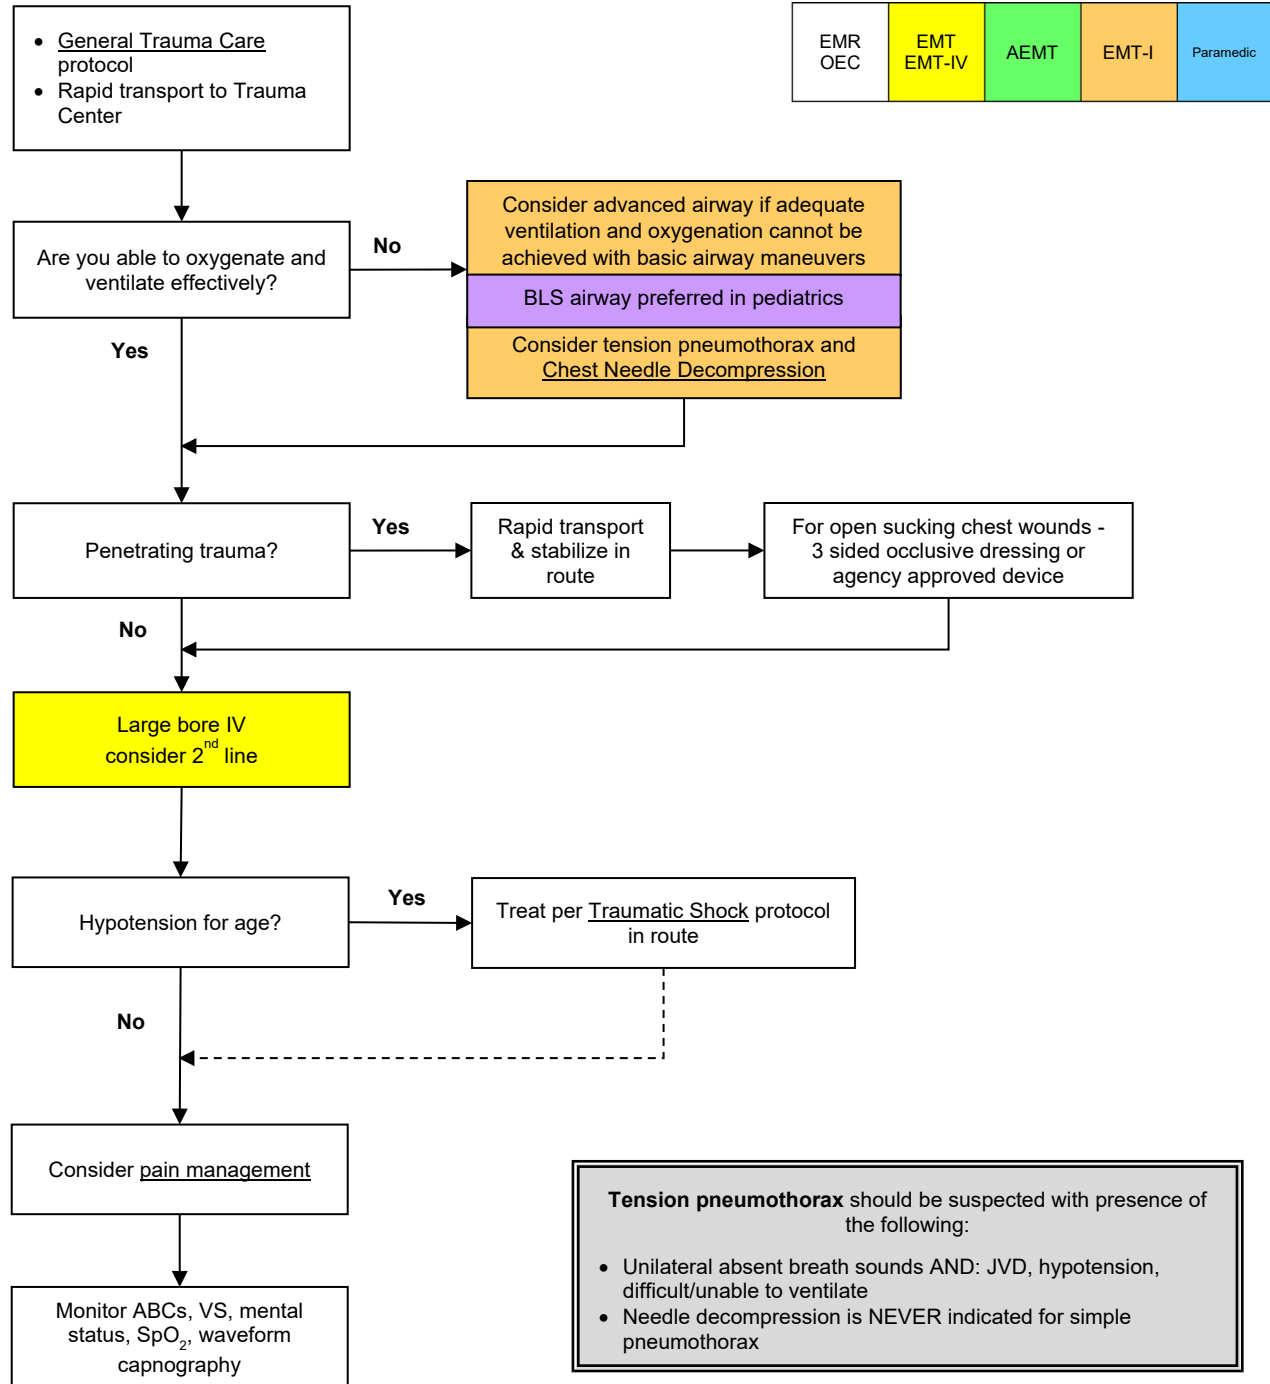 • General Trauma Care
protocol
• Rapid transport to Trauma
Center
EMR
OEC
EMT
EMT-IV
AEMT
EMT-I
Paramedic
Are you able to oxygenate and
ventilate effectively?
No
Consider advanced airway if adequate
ventilation and oxygenation cannot be
achieved with basic airway maneuvers
BLS airway preferred in pediatrics
Consider tension pneumothorax and
Chest Needle Decompression
Yes
Penetrating trauma?
Yes
Rapid transport
& stabilize in
route
For open sucking chest wounds -
3 sided occlusive dressing or
agency approved device
No
Large bore IV
consider 2nd line
Hypotension for age?
Yes
Treat per Traumatic Shock protocol
in route
No
Consider pain management
Monitor ABCs, VS, mental
status, SpO2, waveform
capnography
Tension pneumothorax should be suspected with presence of
the following:
• Unilateral absent breath sounds AND: JVD, hypotension,
difficult/unable to ventilate
• Needle decompression is NEVER indicated for simple
pneumothorax